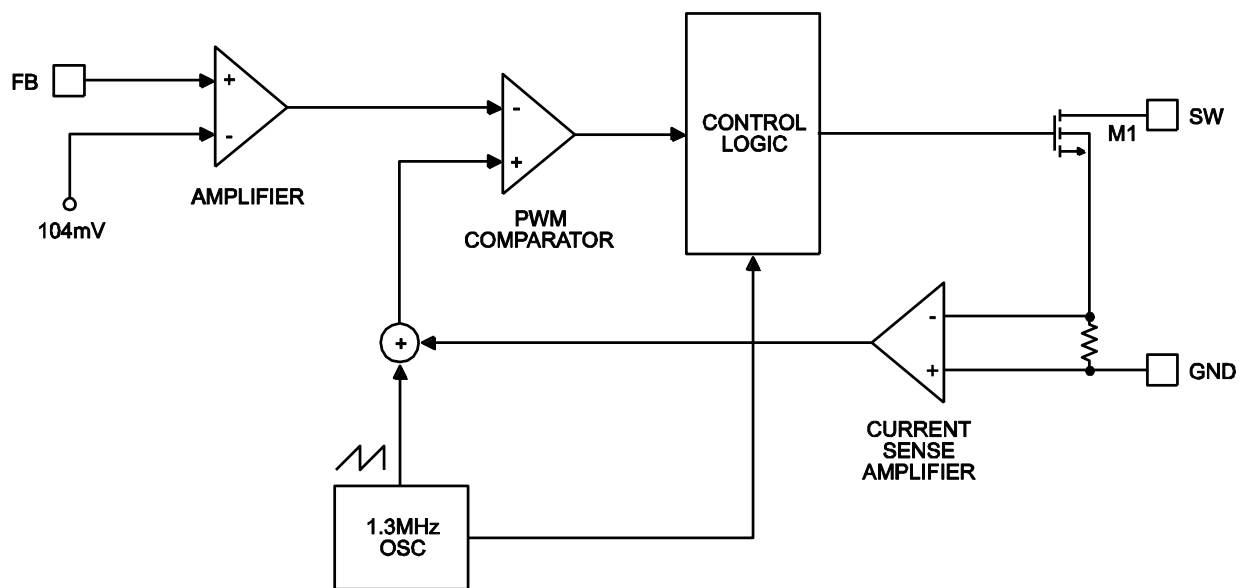 FB
+
-
104mV
AMPLIFIER
-
+
PWM
COMPARATOR
CONTROL
LOGIC
M1
SW
+
-
+
GND
CURRENT
SENSE
AMPLIFIER
1.3MHz
OSC